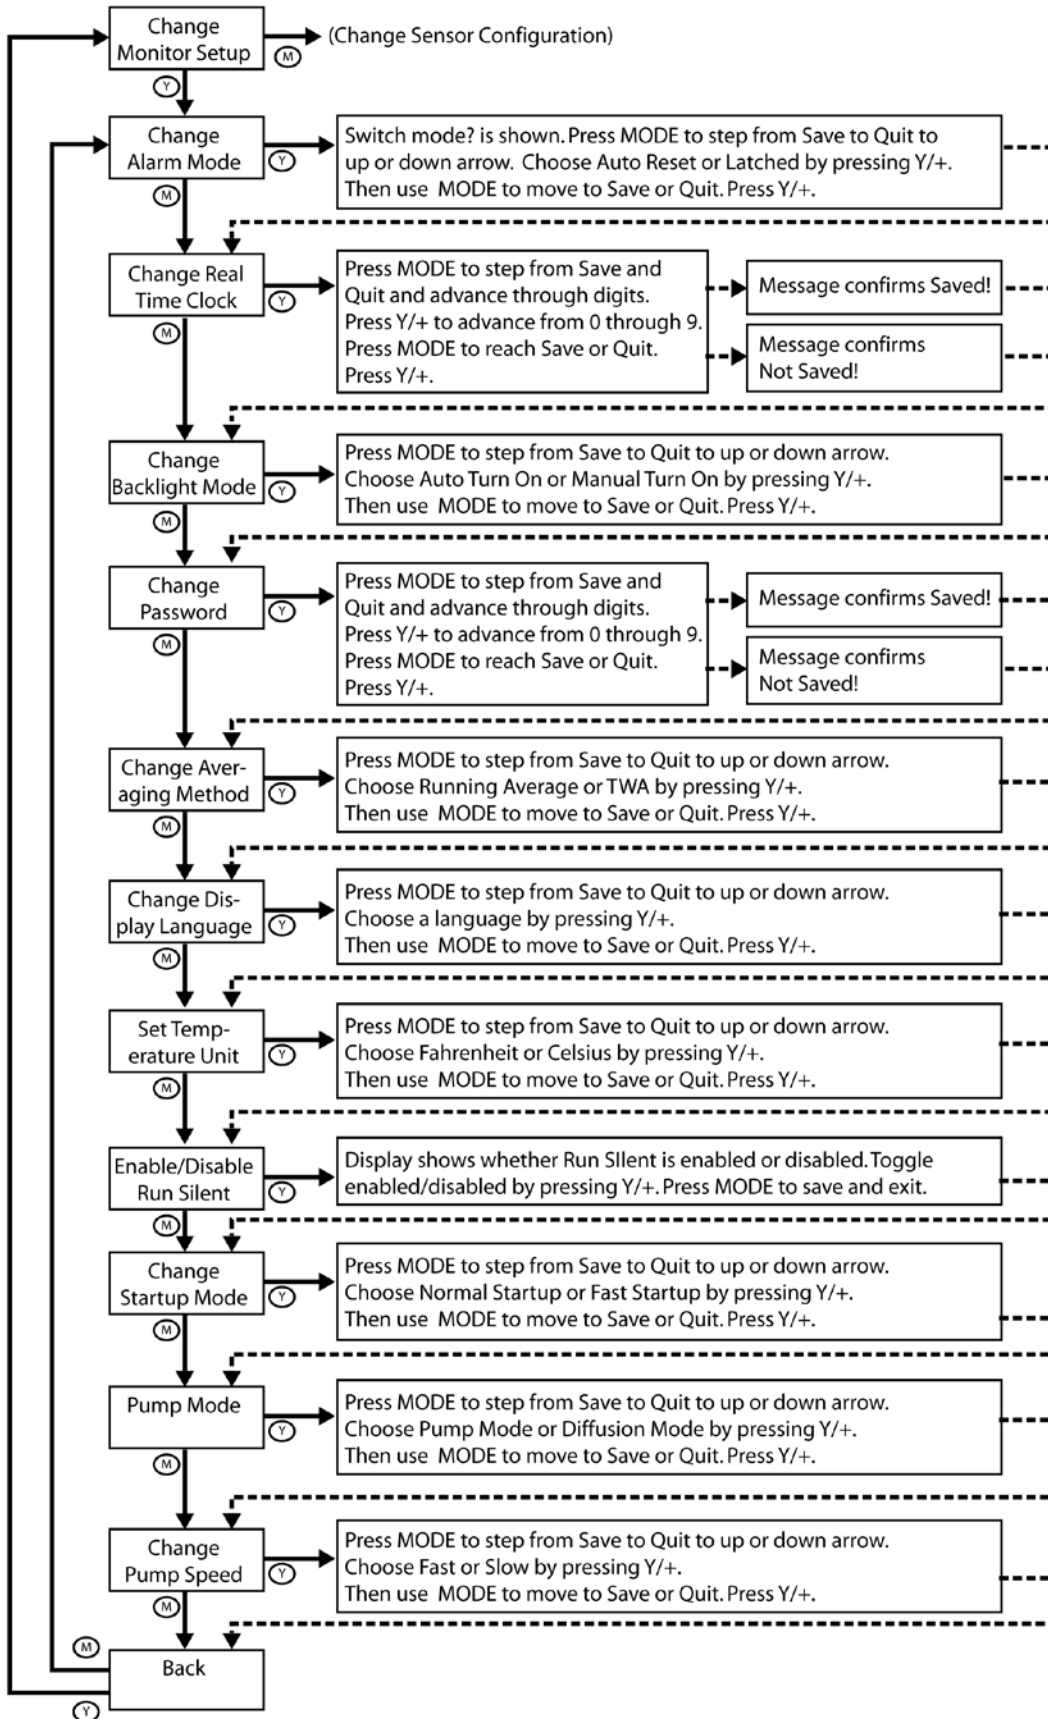 Change
Monitor Setup
M
(Change Sensor Configuration)
Y
Change
Alarm Mode
Y
Switch mode? is shown. Press MODE to step from Save to Quit to
up or down arrow. Choose Auto Reset or Latched by pressing Y/+.
Then use MODE to move to Save or Quit. Press Y/+.
M
Change Real
Time Clock
Y
Press MODE to step from Save and
Quit and advance through digits.
Press Y/+ to advance from 0 through 9.
Press MODE to reach Save or Quit.
Press Y/+.
Message confirms Saved!
Message confirms
Not Saved!
M
Change
Backlight Mode
Y
Press MODE to step from Save to Quit to up or down arrow.
Choose Auto Turn On or Manual Turn On by pressing Y/+.
Then use MODE to move to Save or Quit. Press Y/+.
M
Change
Password
Y
Press MODE to step from Save and
Quit and advance through digits.
Press Y/+ to advance from 0 through 9.
Press MODE to reach Save or Quit.
Press Y/+.
Message confirms Saved!
Message confirms
Not Saved!
M
Change Aver-
aging Method
Y
Press MODE to step from Save to Quit to up or down arrow.
Choose Running Average or TWA by pressing Y/+.
Then use MODE to move to Save or Quit. Press Y/+.
M
Change Dis-
play Language
Y
Press MODE to step from Save to Quit to up or down arrow.
Choose a language by pressing Y/+.
Then use MODE to move to Save or Quit. Press Y/+.
M
Set Temp-
erature Unit
Y
Press MODE to step from Save to Quit to up or down arrow.
Choose Fahrenheit or Celsius by pressing Y/+.
Then use MODE to move to Save or Quit. Press Y/+.
M
Enable/Disable
Run Silent
Y
Display shows whether Run SIlent is enabled or disabled. Toggle
enabled/disabled by pressing Y/+. Press MODE to save and exit.
M
Change
Startup Mode
Y
Press MODE to step from Save to Quit to up or down arrow.
Choose Normal Startup or Fast Startup by pressing Y/+.
Then use MODE to move to Save or Quit. Press Y/+.
M
Pump Mode
Y
Press MODE to step from Save to Quit to up or down arrow.
Choose Pump Mode or Diffusion Mode by pressing Y/+.
Then use MODE to move to Save or Quit. Press Y/+.
M
Change
Pump Speed
Y
Press MODE to step from Save to Quit to up or down arrow.
Choose Fast or Slow by pressing Y/+.
Then use MODE to move to Save or Quit. Press Y/+.
M
M
Back
Y